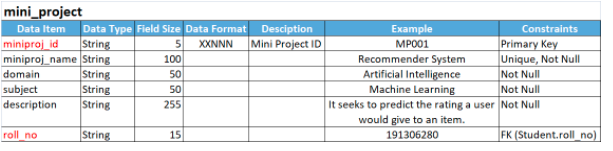 mini_project
Data Item Data Type Field Size Data Format Desciption Example Constraints
miniproj_id String 5 XXNNN Mini Project ID MP001 Primary Key
miniproj_name String 100 Recommender System Unique, Not Null
domain String 50 Artificial Intelligence Not Null
subject String 50 Machine Learning Not Null
description String 255 It seeks to predict the rating a user Not Null
would give to an item.
roll_no String 15 191306280 FK (Student.roll_no)